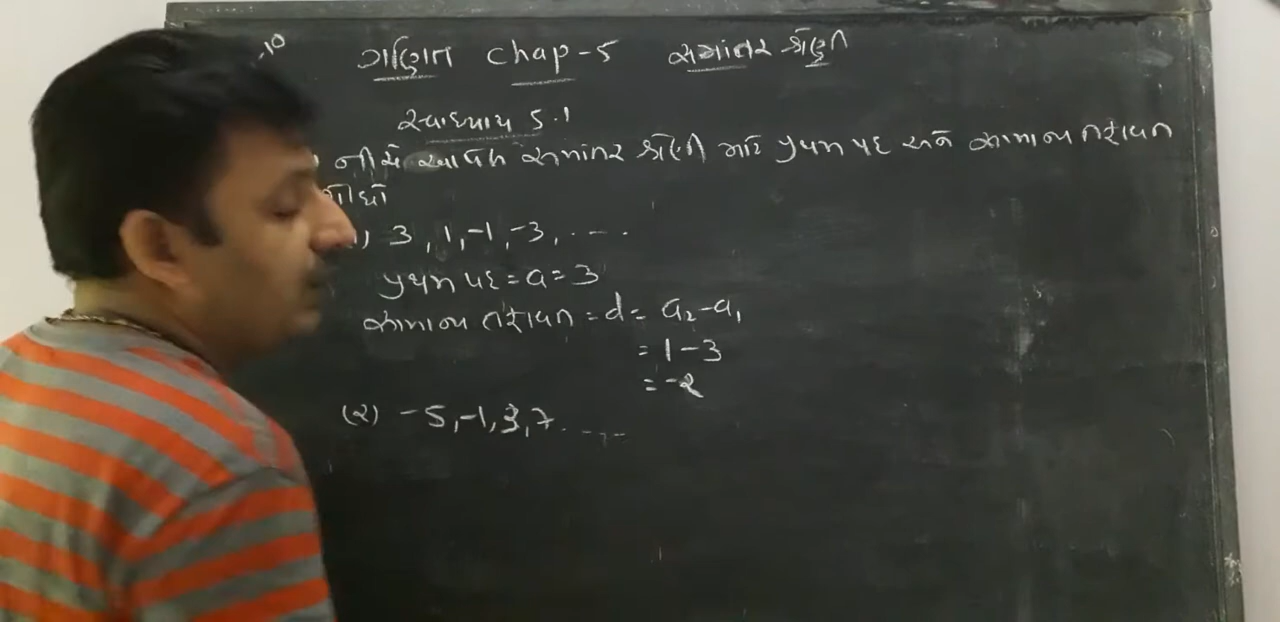 ,10 ગણિત Chap-5 સમાંતર શ્રેણી
સ્વાધ્યાય 5.1
નીચે આપેલ સમાંતર શ્રેણી માટે પ્રથમ પદ અને સામાન્ય તફાવત
શોધો
) 3, 1, -1, -3, ....
પ્રથમ પદ = a = 3
સામાન્ય તફાવત = d = a₂-a₁
= 1-3
= -2
(૨) -5, -1, 3, 7.....